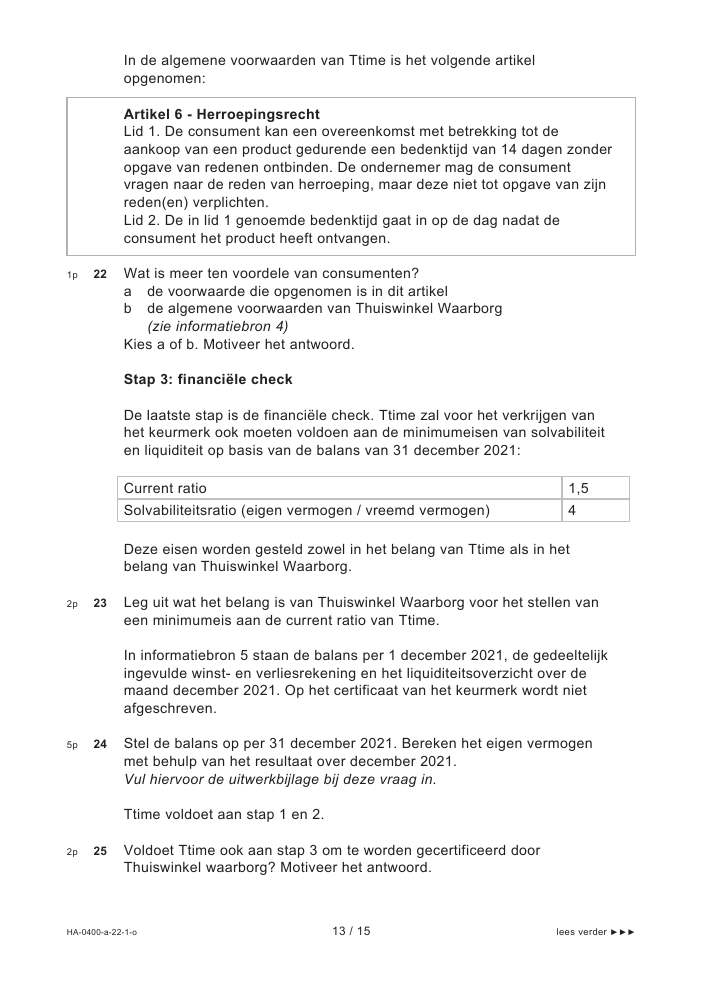 In de algemene voorwaarden van Ttime is het volgende artikel
opgenomen:
Artikel 6 - Herroepingsrecht
Lid 1. De consument kan een overeenkomst met betrekking tot de
aankoop van een product gedurende een bedenktijd van 14 dagen zonder
opgave van redenen ontbinden. De ondernemer mag de consument
vragen naar de reden van herroeping, maar deze niet tot opgave van zijn
reden(en) verplichten.
Lid 2. De in lid 1 genoemde bedenktijd gaat in op de dag nadat de
consument het product heeft ontvangen.
1p 22 Wat is meer ten voordele van consumenten?
a de voorwaarde die opgenomen is in dit artikel
b de algemene voorwaarden van Thuiswinkel Waarborg
(zie informatiebron 4)
Kies a of b. Motiveer het antwoord.
Stap 3: financiële check
De laatste stap is de financiële check. Ttime zal voor het verkrijgen van
het keurmerk ook moeten voldoen aan de minimumeisen van solvabiliteit
en liquiditeit op basis van de balans van 31 december 2021:
Current ratio 1,5
Solvabiliteitsratio (eigen vermogen / vreemd vermogen) 4
Deze eisen worden gesteld zowel in het belang van Ttime als in het
belang van Thuiswinkel Waarborg.
2p 23 Leg uit wat het belang is van Thuiswinkel Waarborg voor het stellen van
een minimumeis aan de current ratio van Ttime.
In informatiebron 5 staan de balans per 1 december 2021, de gedeeltelijk
ingevulde winst- en verliesrekening en het liquiditeitsoverzicht over de
maand december 2021. Op het certificaat van het keurmerk wordt niet
afgeschreven.
5p 24 Stel de balans op per 31 december 2021. Bereken het eigen vermogen
met behulp van het resultaat over december 2021.
Vul hiervoor de uitwerkbijlage bij deze vraag in.
Ttime voldoet aan stap 1 en 2.
2p 25 Voldoet Ttime ook aan stap 3 om te worden gecertificeerd door
Thuiswinkel waarborg? Motiveer het antwoord.
HA-0400-a-22-1-o 13 / 15 lees verder ►►►